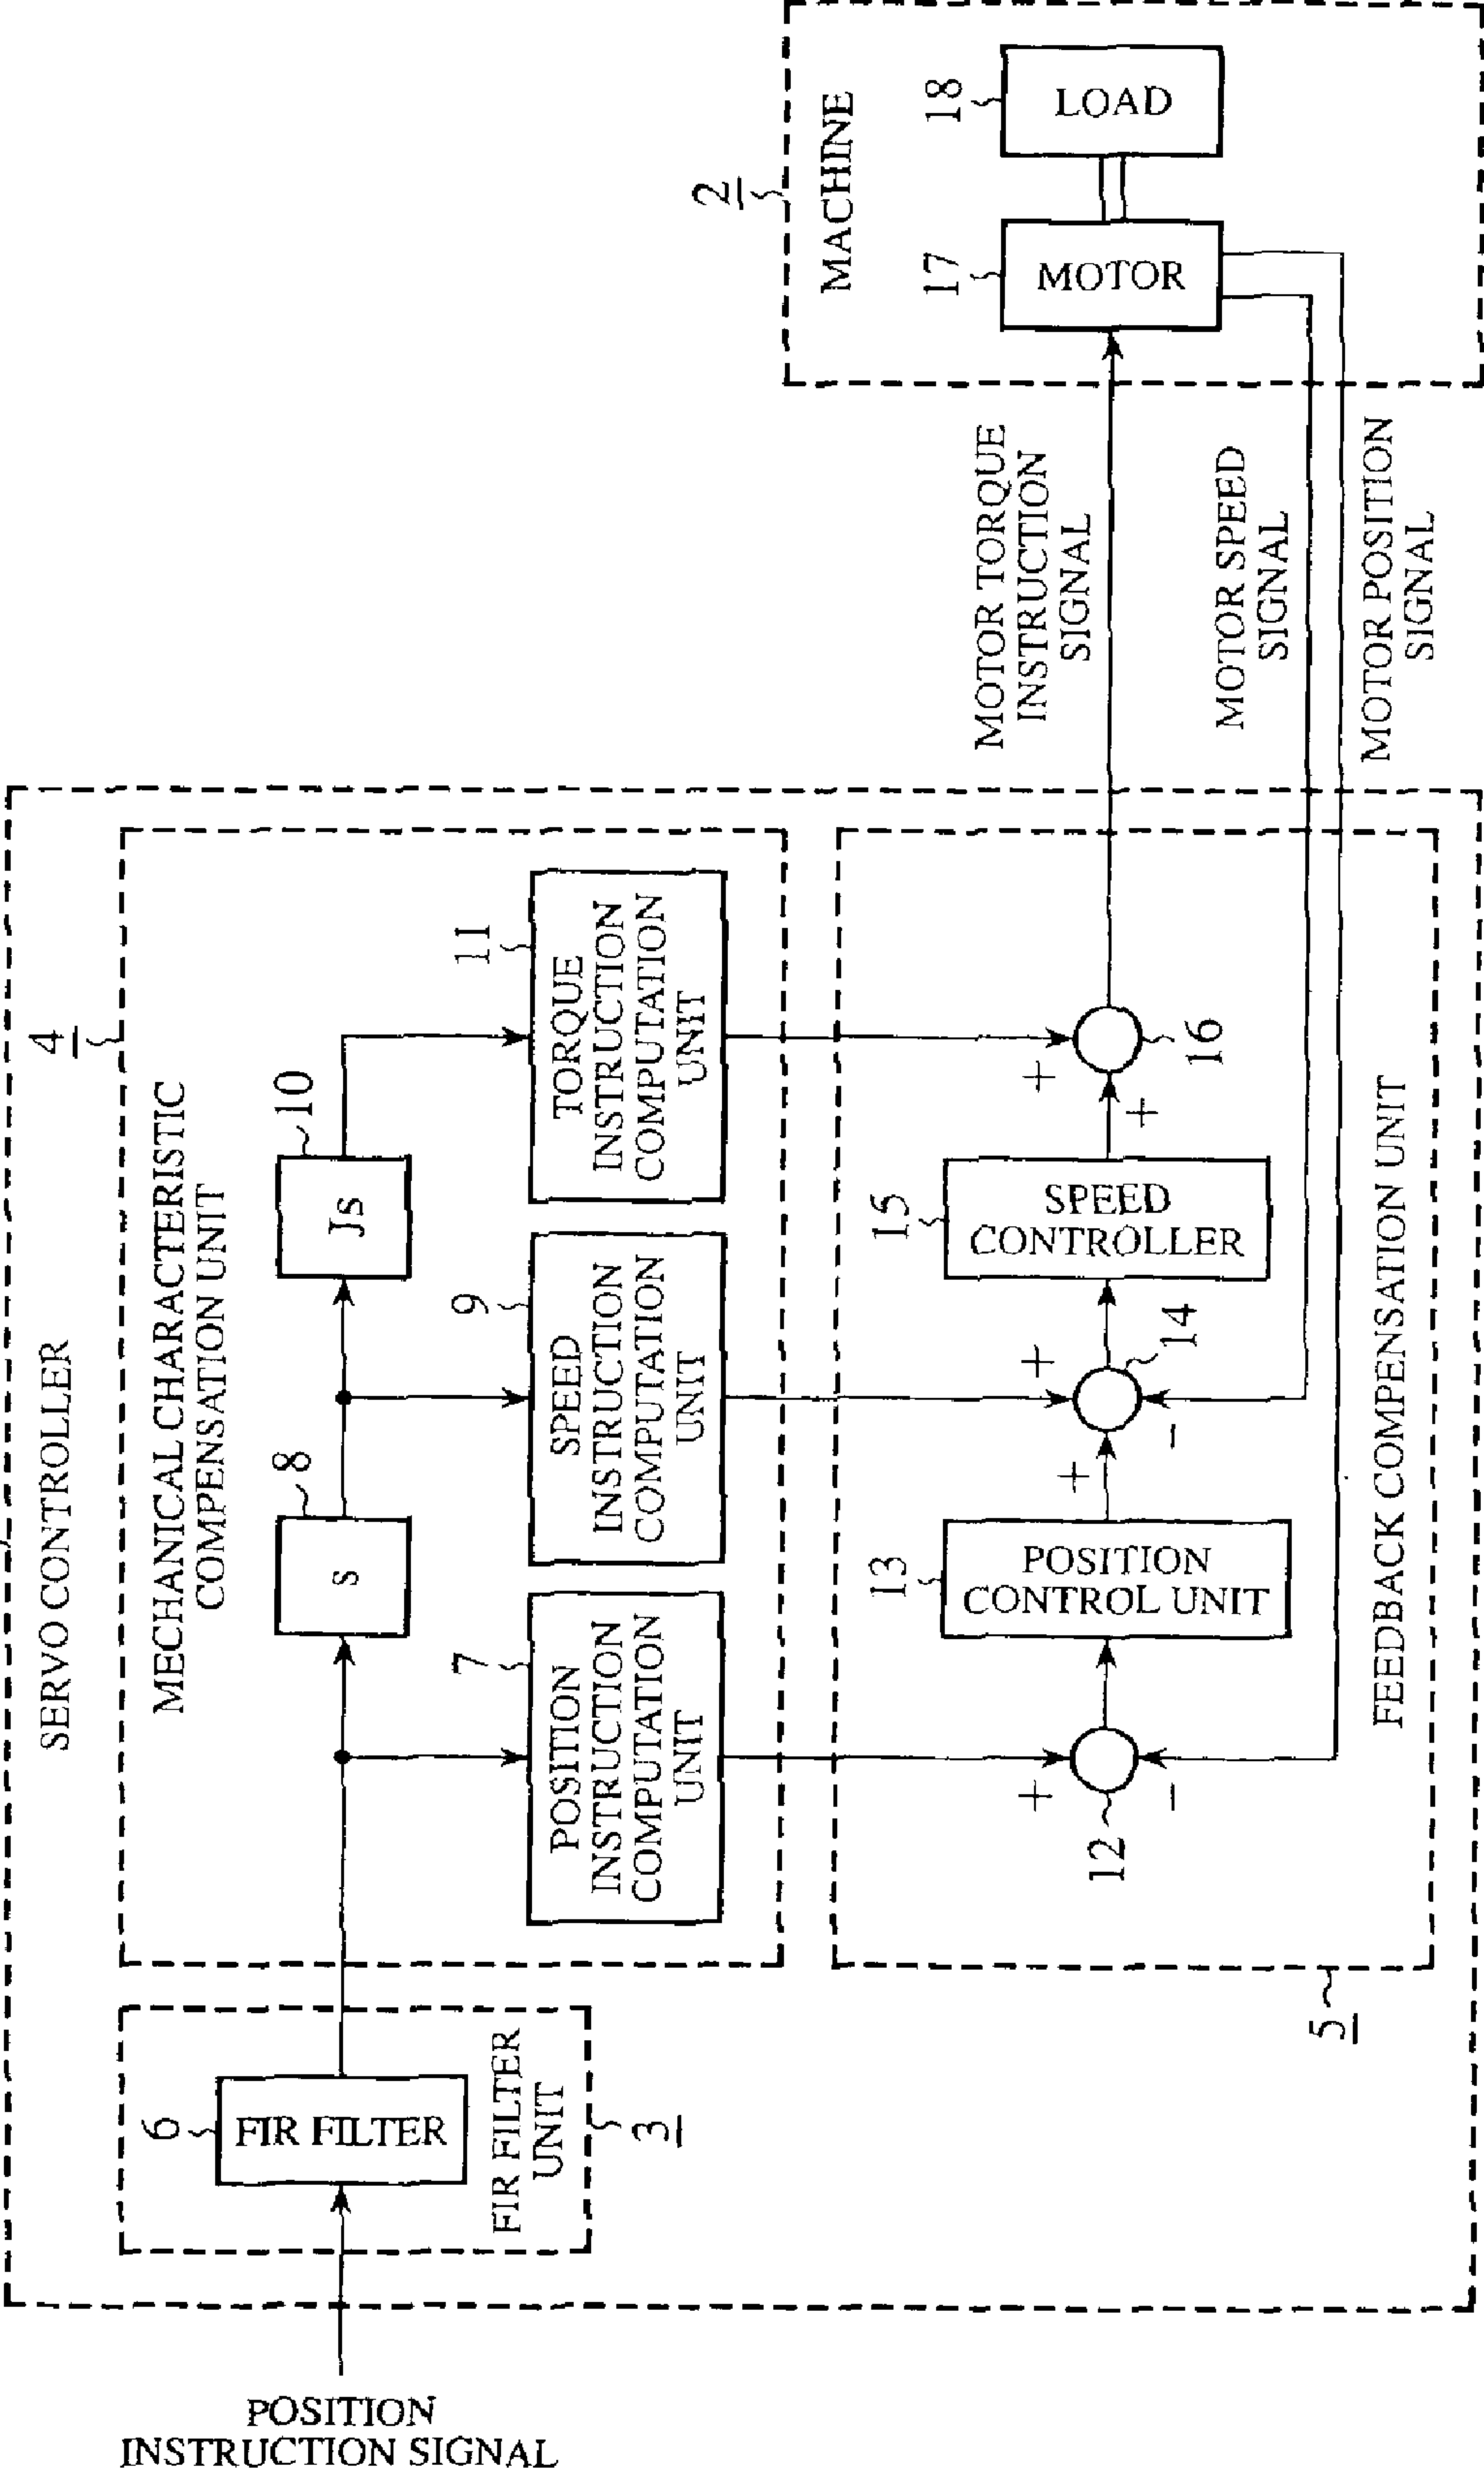 SERVO CONTROLLER
4
MECHANICAL CHARACTERISTIC
COMPENSATION UNIT
6
FIR FILTER
FIR FILTER
UNIT
3
POSITION
INSTRUCTION SIGNAL
8
s
10
Js
7
POSITION
INSTRUCTION
COMPUTATION
UNIT
9
SPEED
INSTRUCTION
COMPUTATION
UNIT
11
TORQUE
INSTRUCTION
COMPUTATION
UNIT
12
+
−
13
POSITION
CONTROL UNIT
+
+
−
14
15
SPEED
CONTROLLER
+
+
16
FEEDBACK COMPENSATION UNIT
5
MOTOR TORQUE
INSTRUCTION
SIGNAL
MOTOR SPEED
SIGNAL
MOTOR POSITION
SIGNAL
2
MACHINE
17
MOTOR
18
LOAD